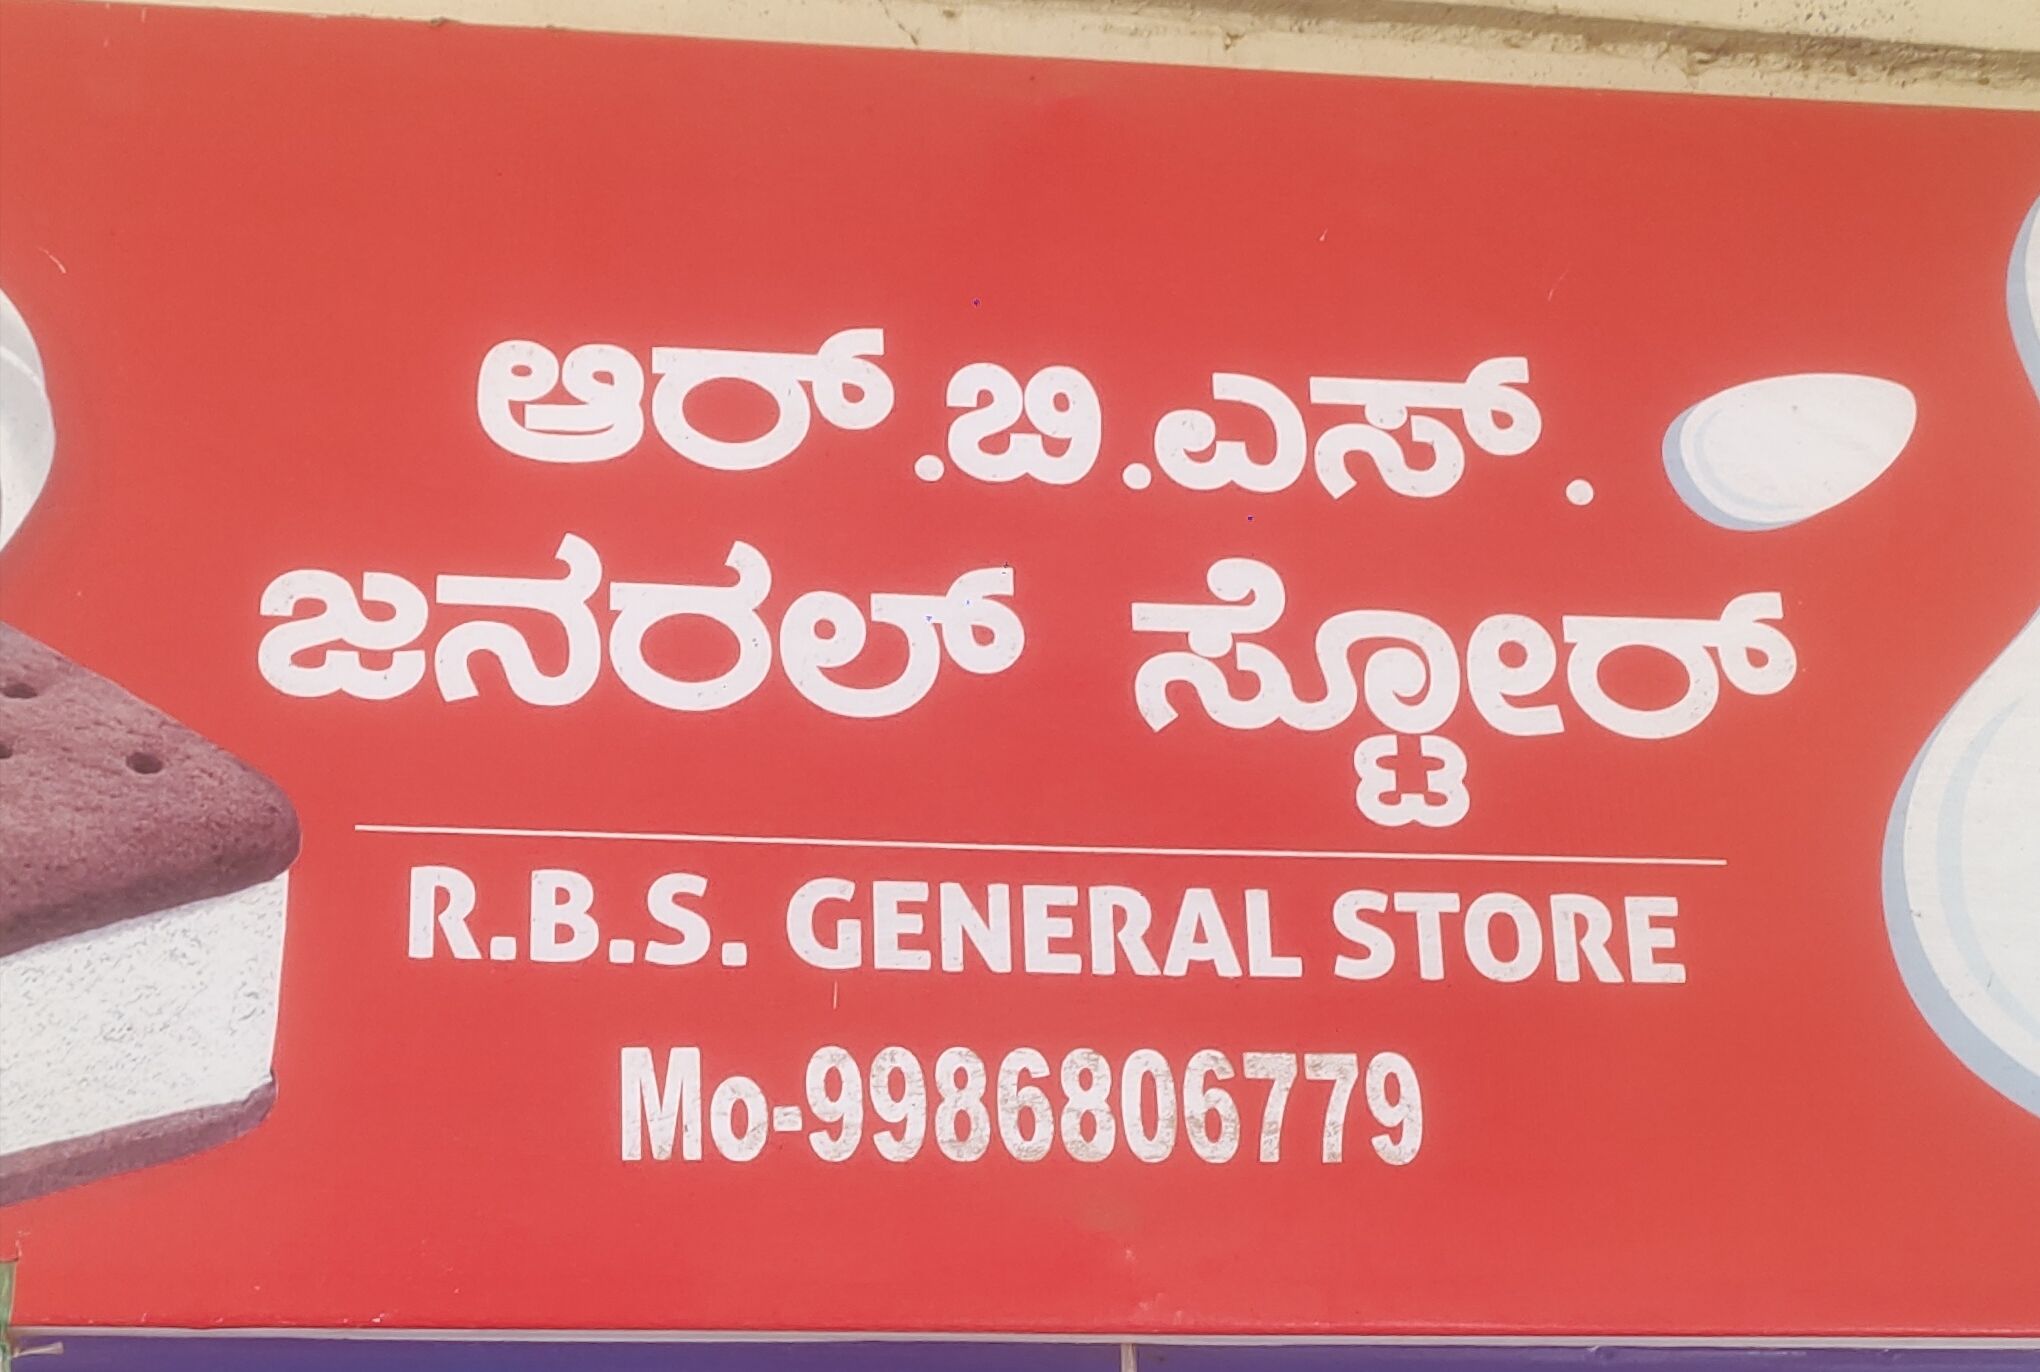 ಆರ್.ಬಿ.ಎಸ್.
ಜನರಲ್ ಸ್ಟೋರ್
R.B.S. GENERAL STORE
Mo-9986806779